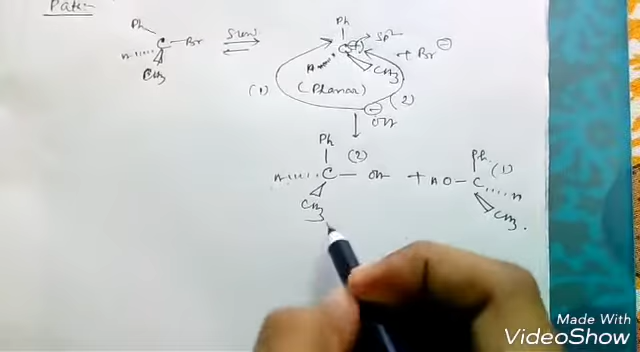 Path:-
Ph
C
Br
H
CH3
slow
Ph
C
(+)
SP2
H
CH3
+ Br⊖
(1)
(Planar)
(2)
⊖
OH
Ph
(2)
H
C
OH
CH3
+
Ph
(1)
HO
C
H
CH3.
Made With
VideoShow